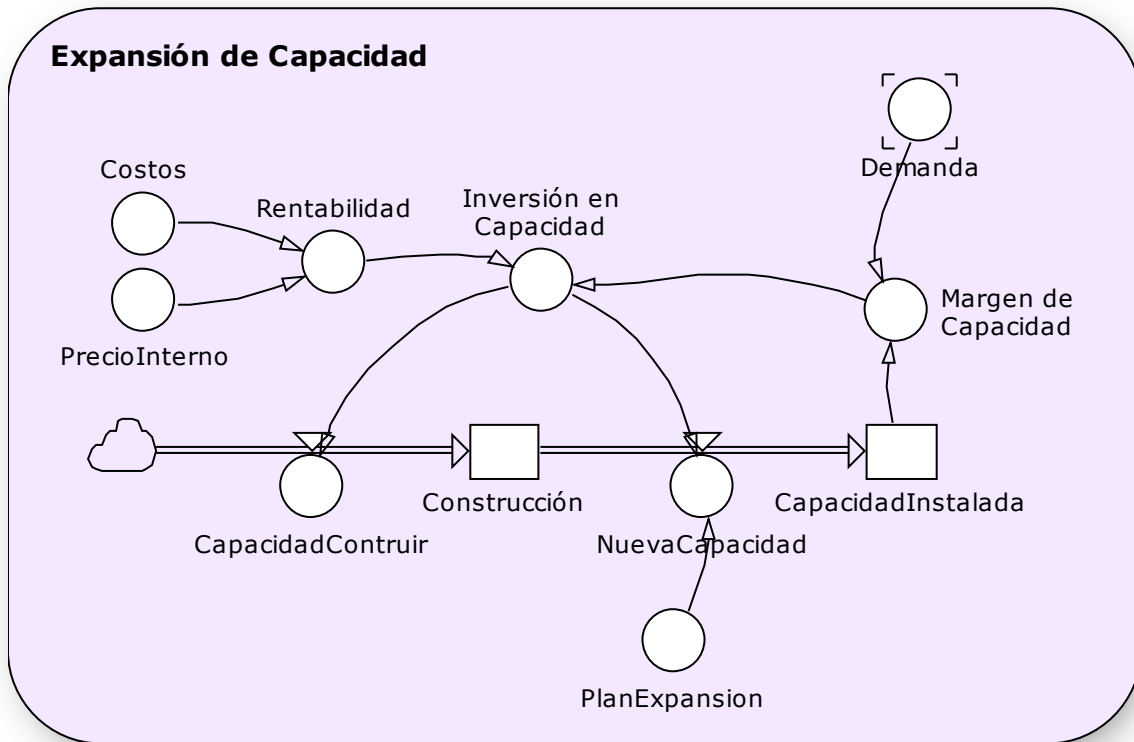 Expansión de Capacidad
Demanda
Costos
Rentabilidad
Inversión en
Capacidad
Margen de
Capacidad
PrecioInterno
Construcción
CapacidadInstalada
CapacidadContruir
NuevaCapacidad
PlanExpansion